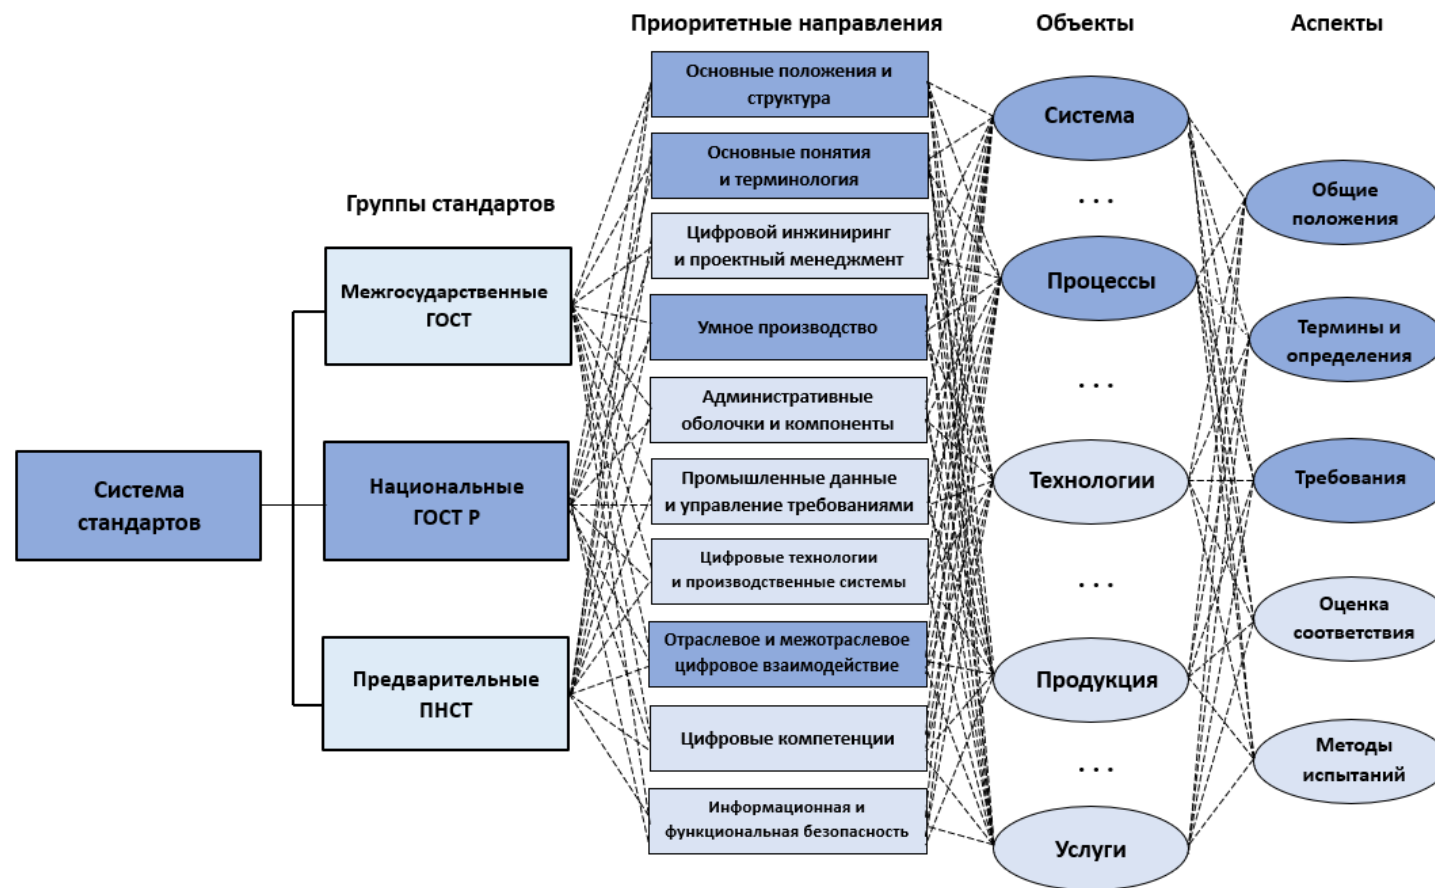 Приоритетные направления
Объекты
Аспекты
Группы стандартов
Система
стандартов
Межгосударственные
ГОСТ
Национальные
ГОСТ Р
Предварительные
ПНСТ
Основные положения и
структура
Основные понятия
и терминология
Цифровой инжиниринг
и проектный менеджмент
Умное производство
Административные
оболочки и компоненты
Промышленные данные
и управление требованиями
Цифровые технологии
и производственные системы
Отраслевое и межотраслевое
цифровое взаимодействие
Цифровые компетенции
Информационная и
функциональная безопасность
Система
...
Процессы
...
Технологии
...
Продукция
...
Услуги
Общие
положения
Термины и
определения
Требования
Оценка
соответствия
Методы
испытаний